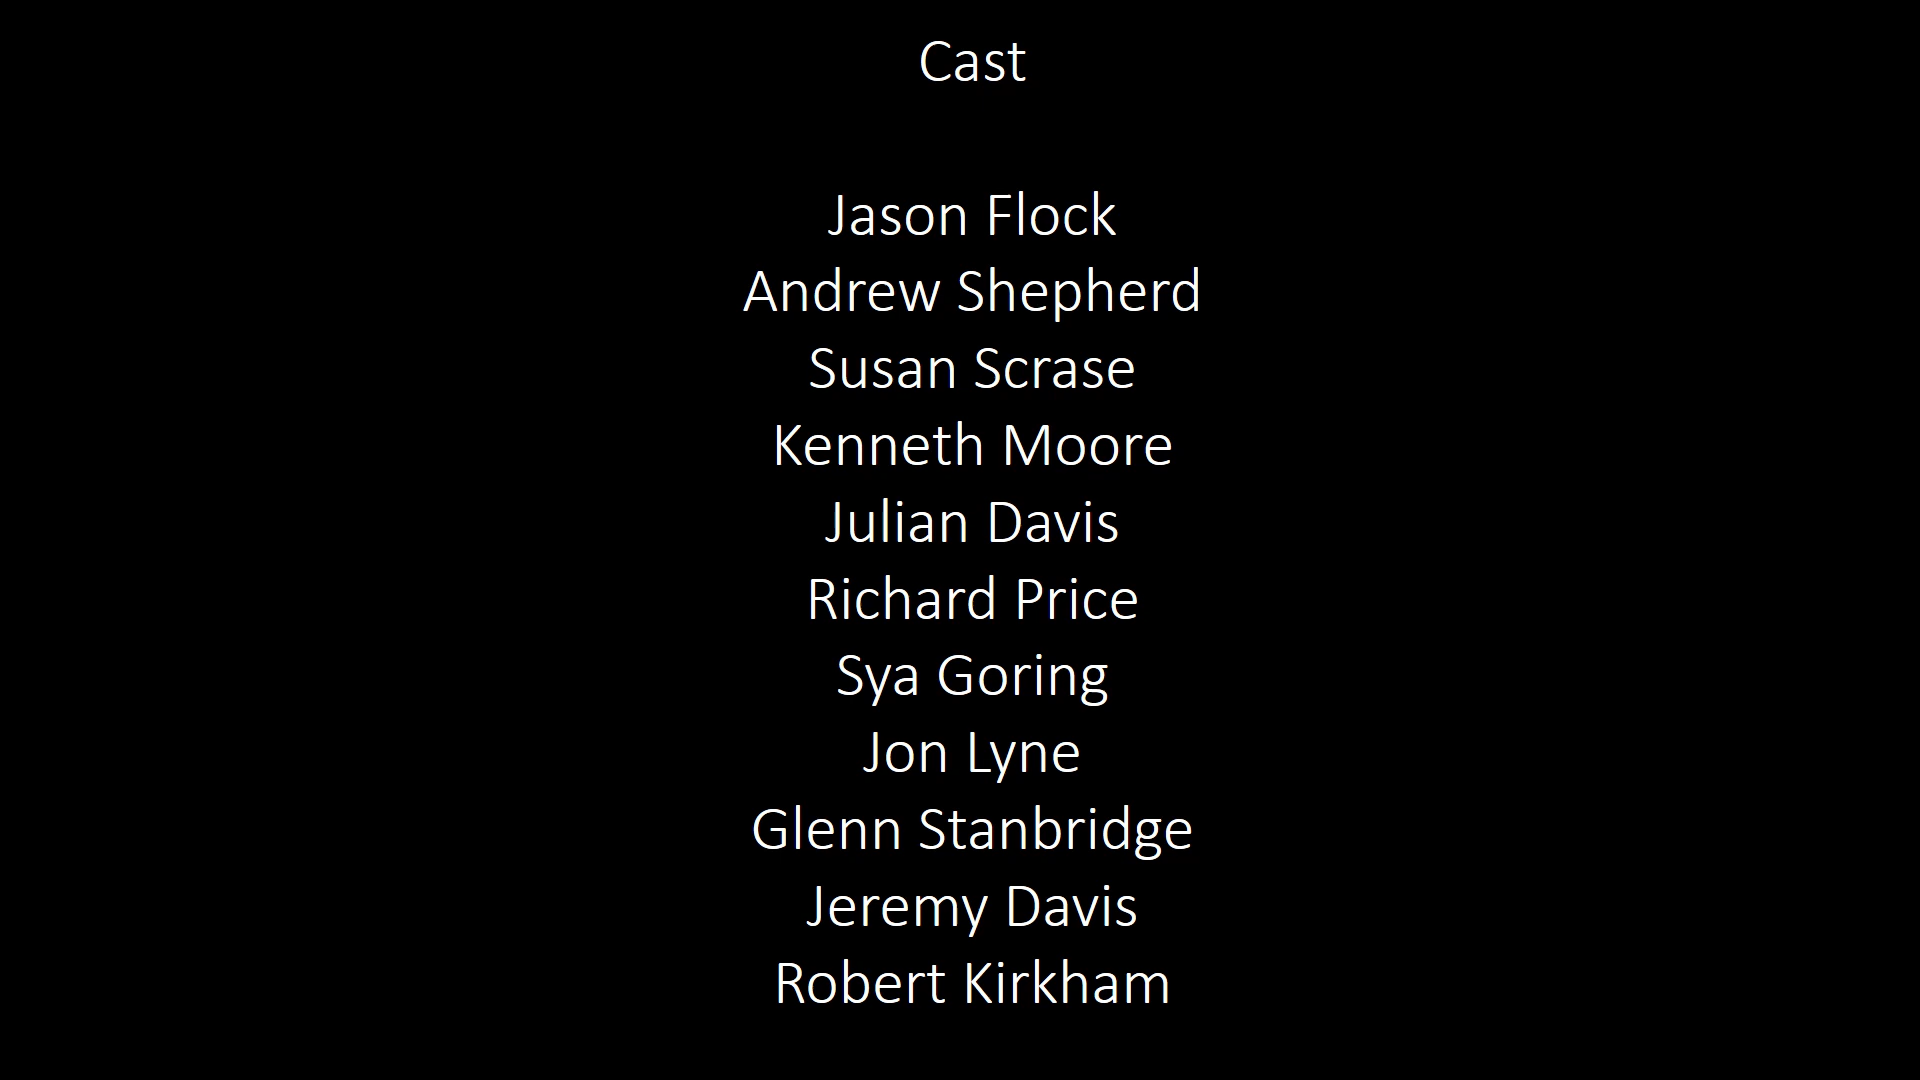 Cast
Jason Flock
Andrew Shepherd
Susan Scrase
Kenneth Moore
Julian Davis
Richard Price
Sya Goring
Jon Lyne
Glenn Stanbridge
Jeremy Davis
Robert Kirkham